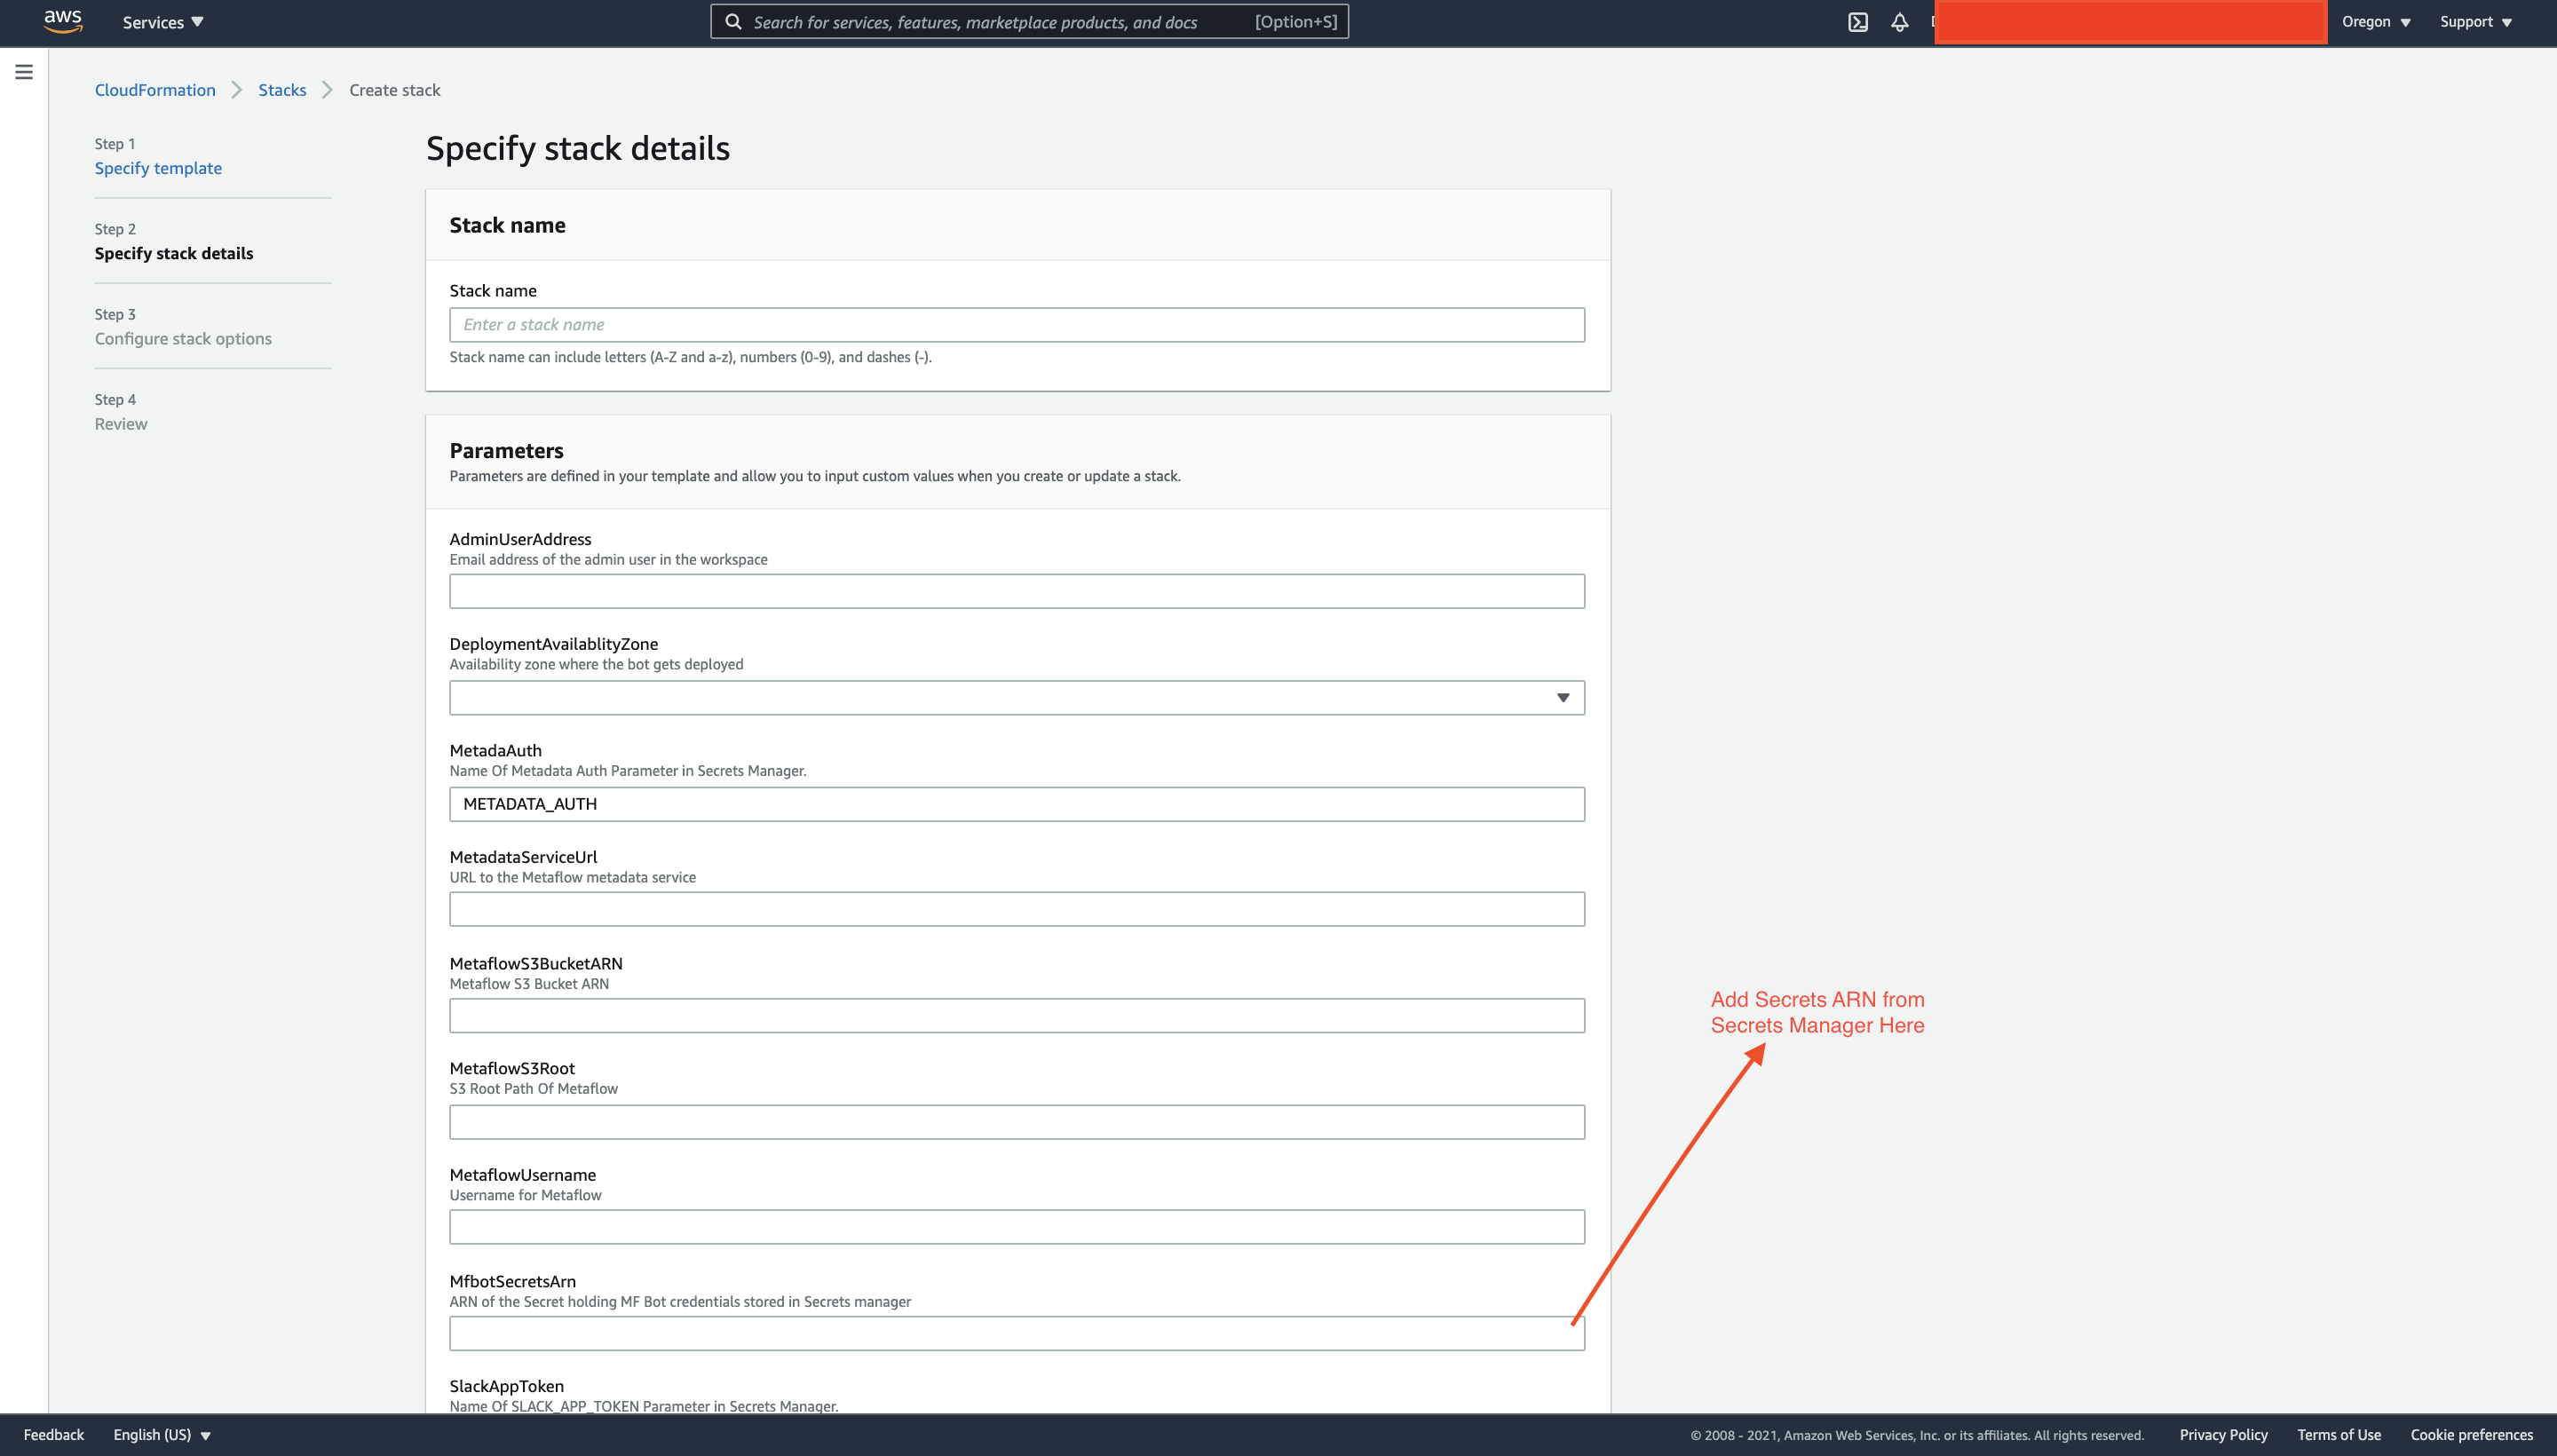 aws
Services
Search for services, features, marketplace products, and docs [Option+S]
Oregon
Support
CloudFormation
Stacks
Create stack
Step 1
Specify template
Step 2
Specify stack details
Step 3
Configure stack options
Step 4
Review
Specify stack details
Stack name
Stack name
Enter a stack name
Stack name can include letters (A-Z and a-z), numbers (0-9), and dashes (-).
Parameters
Parameters are defined in your template and allow you to input custom values when you create or update a stack.
AdminUserAddress
Email address of the admin user in the workspace
DeploymentAvailablityZone
Availability zone where the bot gets deployed
MetadaAuth
Name Of Metadata Auth Parameter in Secrets Manager.
METADATA_AUTH
MetadataServiceUrl
URL to the Metaflow metadata service
MetaflowS3BucketARN
Metaflow S3 Bucket ARN
MetaflowS3Root
S3 Root Path Of Metaflow
MetaflowUsername
Username for Metaflow
MfbotSecretsArn
ARN of the Secret holding MF Bot credentials stored in Secrets manager
SlackAppToken
Name Of SLACK_APP_TOKEN Parameter in Secrets Manager.
Add Secrets ARN from
Secrets Manager Here
Feedback
English (US)
© 2008 - 2021, Amazon Web Services, Inc. or its affiliates. All rights reserved.
Privacy Policy
Terms of Use
Cookie preferences